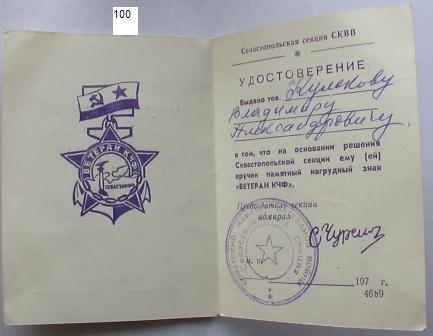 100
ВЕТЕРАН КЧФ
СЕВАСТОПОЛЬ
Севастопольская секция СКВВ
УДОСТОВЕРЕНИЕ
Выдано тов. Кулакову
Владимиру
Александровичу
в том, что на основании решения
Севастопольской секции ему (ей)
вручен памятный нагрудный знак
«ВЕТЕРАН КЧФ».
Председатель секции
адмирал
м. п.
197 г.
4689